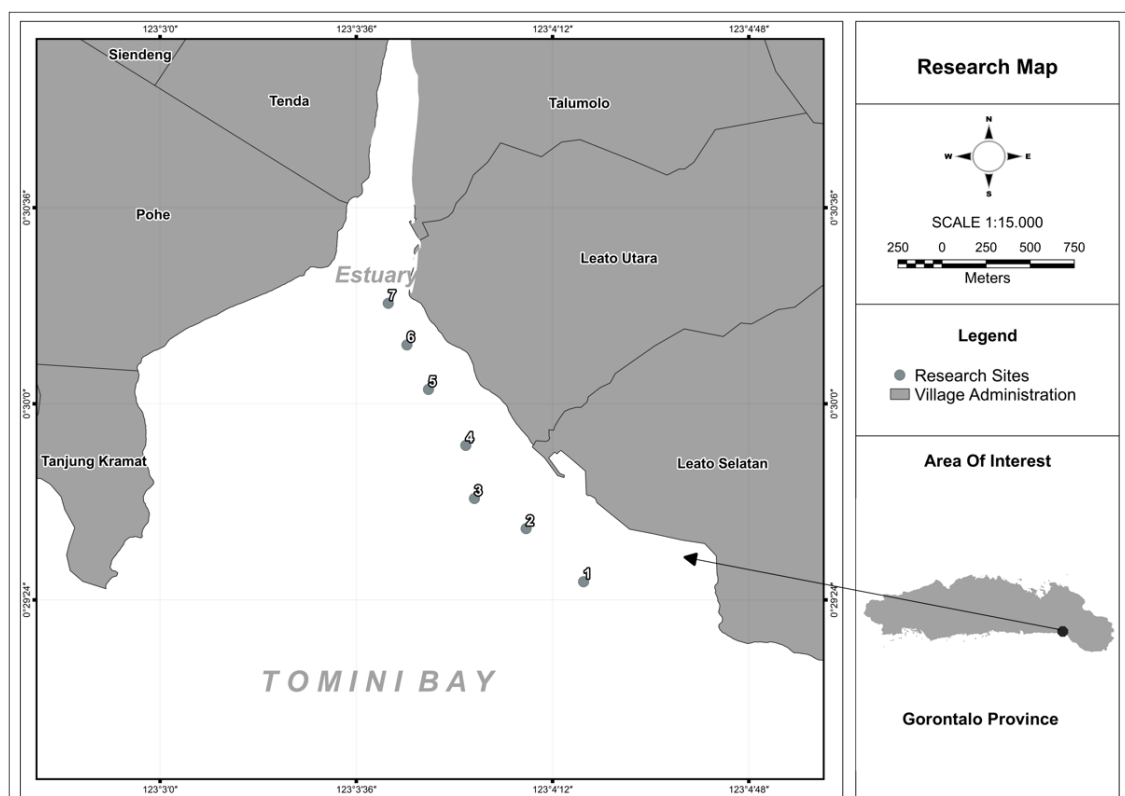 123°3'0"
123°3'36"
123°4'12"
123°4'48"
Siendeng
Tenda
Talumolo
0°30'36"
0°30'36"
Pohe
Leato Utara
Estuary
7
6
5
0°30'0"
0°30'0"
4
Tanjung Kramat
Leato Selatan
3
2
1
0°29'24"
0°29'24"
TOMINI BAY
123°3'0"
123°3'36"
123°4'12"
123°4'48"
Research Map
N
W
E
S
SCALE 1:15.000
250 0 250 500 750
Meters
Legend
Research Sites
Village Administration
Area Of Interest
Gorontalo Province